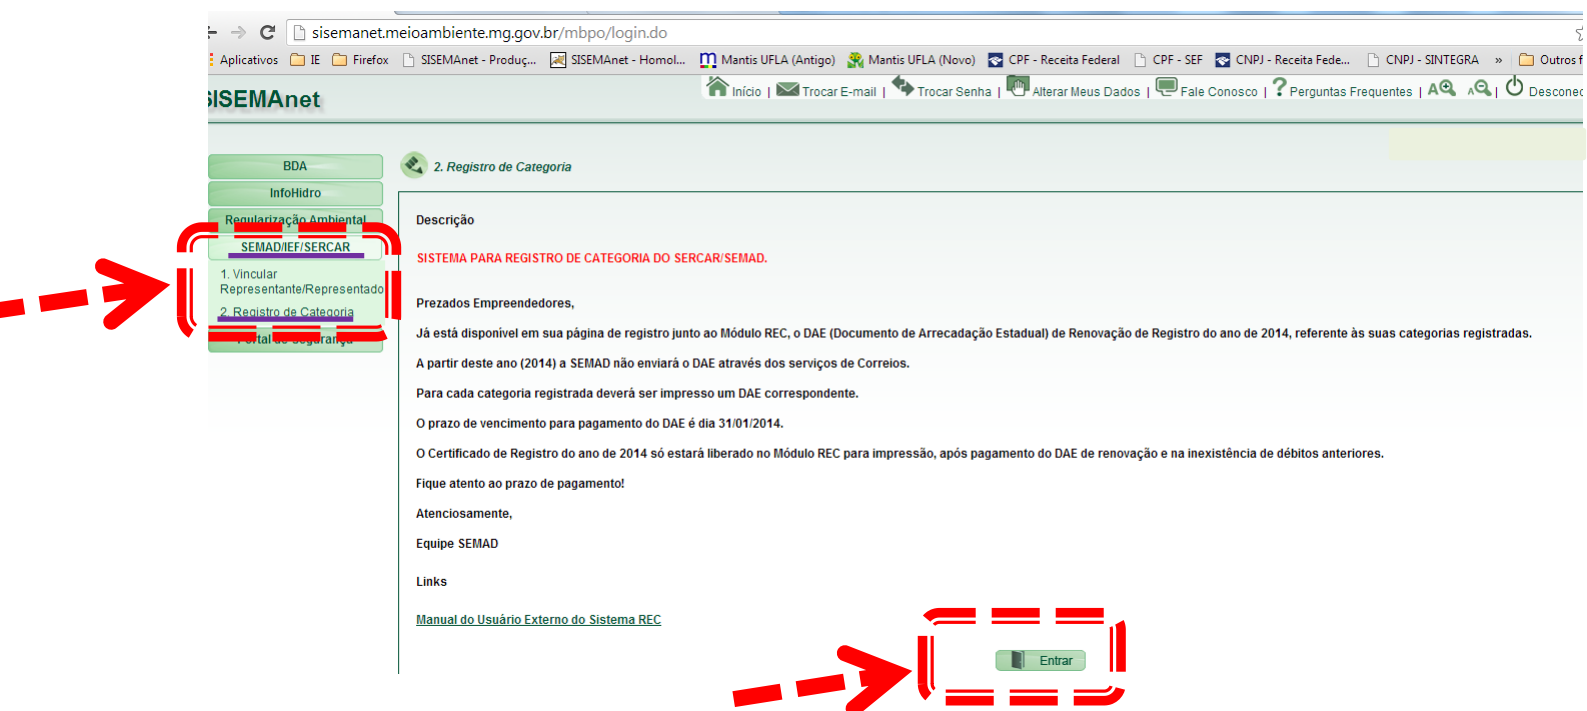 sisemanet.meioambiente.mg.gov.br/mbpo/login.do
Aplicativos IE Firefox SISEMAnet - Produç... SISEMAnet - Homol... Mantis UFLA (Antigo) Mantis UFLA (Novo) CPF - Receita Federal CPF - SEF CNPJ - Receita Fede... CNPJ - SINTEGRA » Outros f
SISEMAnet
Início | Trocar E-mail | Trocar Senha | Alterar Meus Dados | Fale Conosco | ? Perguntas Frequentes | A A | Desconec
BDA
InfoHidro
Regularização Ambiental
SEMAD/IEF/SERCAR
1. Vincular
Representante/Representado
2. Registro de Categoria
Portal de Segurança
2. Registro de Categoria
Descrição
SISTEMA PARA REGISTRO DE CATEGORIA DO SERCAR/SEMAD.
Prezados Empreendedores,
Já está disponível em sua página de registro junto ao Módulo REC, o DAE (Documento de Arrecadação Estadual) de Renovação de Registro do ano de 2014, referente às suas categorias registradas.
A partir deste ano (2014) a SEMAD não enviará o DAE através dos serviços de Correios.
Para cada categoria registrada deverá ser impresso um DAE correspondente.
O prazo de vencimento para pagamento do DAE é dia 31/01/2014.
O Certificado de Registro do ano de 2014 só estará liberado no Módulo REC para impressão, após pagamento do DAE de renovação e na inexistência de débitos anteriores.
Fique atento ao prazo de pagamento!
Atenciosamente,
Equipe SEMAD
Links
Manual do Usuário Externo do Sistema REC
Entrar